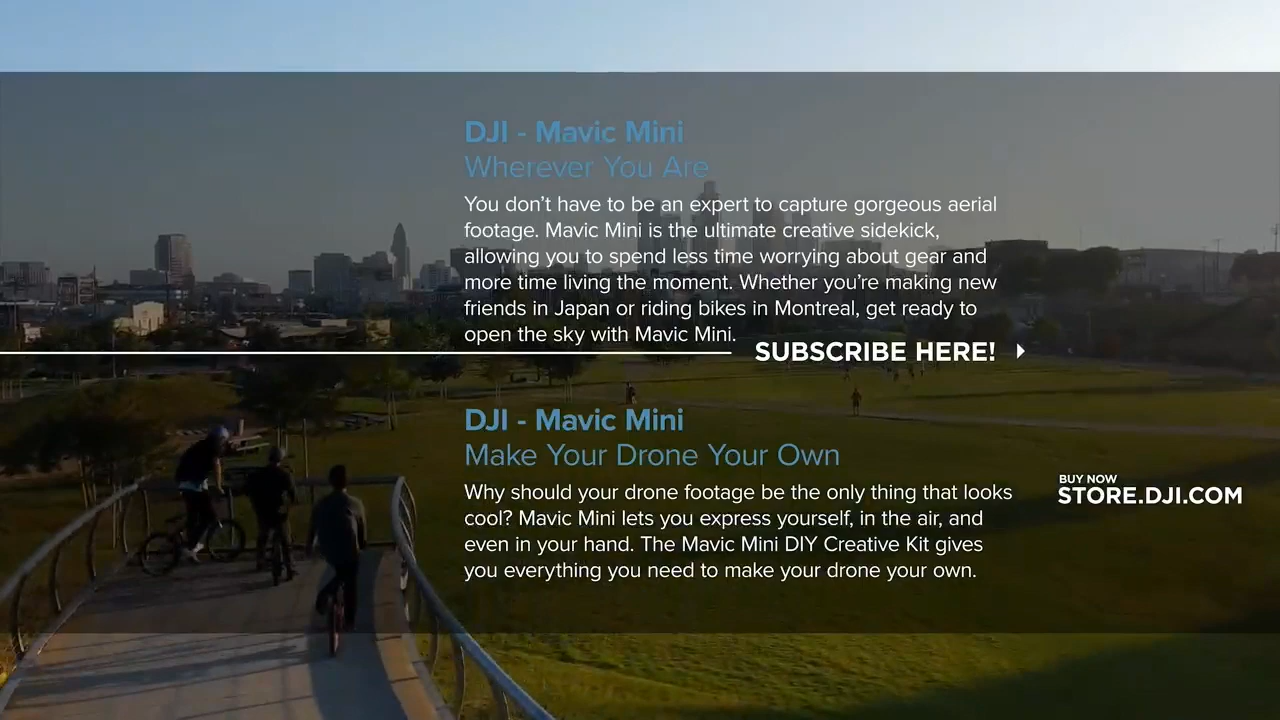 DJI - Mavic Mini
Wherever You Are
You don't have to be an expert to capture gorgeous aerial
footage. Mavic Mini is the ultimate creative sidekick,
allowing you to spend less time worrying about gear and
more time living the moment. Whether you're making new
friends in Japan or riding bikes in Montreal, get ready to
open the sky with Mavic Mini.
SUBSCRIBE HERE!
DJI - Mavic Mini
Make Your Drone Your Own
Why should your drone footage be the only thing that looks
cool? Mavic Mini lets you express yourself, in the air, and
even in your hand. The Mavic Mini DIY Creative Kit gives
you everything you need to make your drone your own.
BUY NOW
STORE.DJI.COM